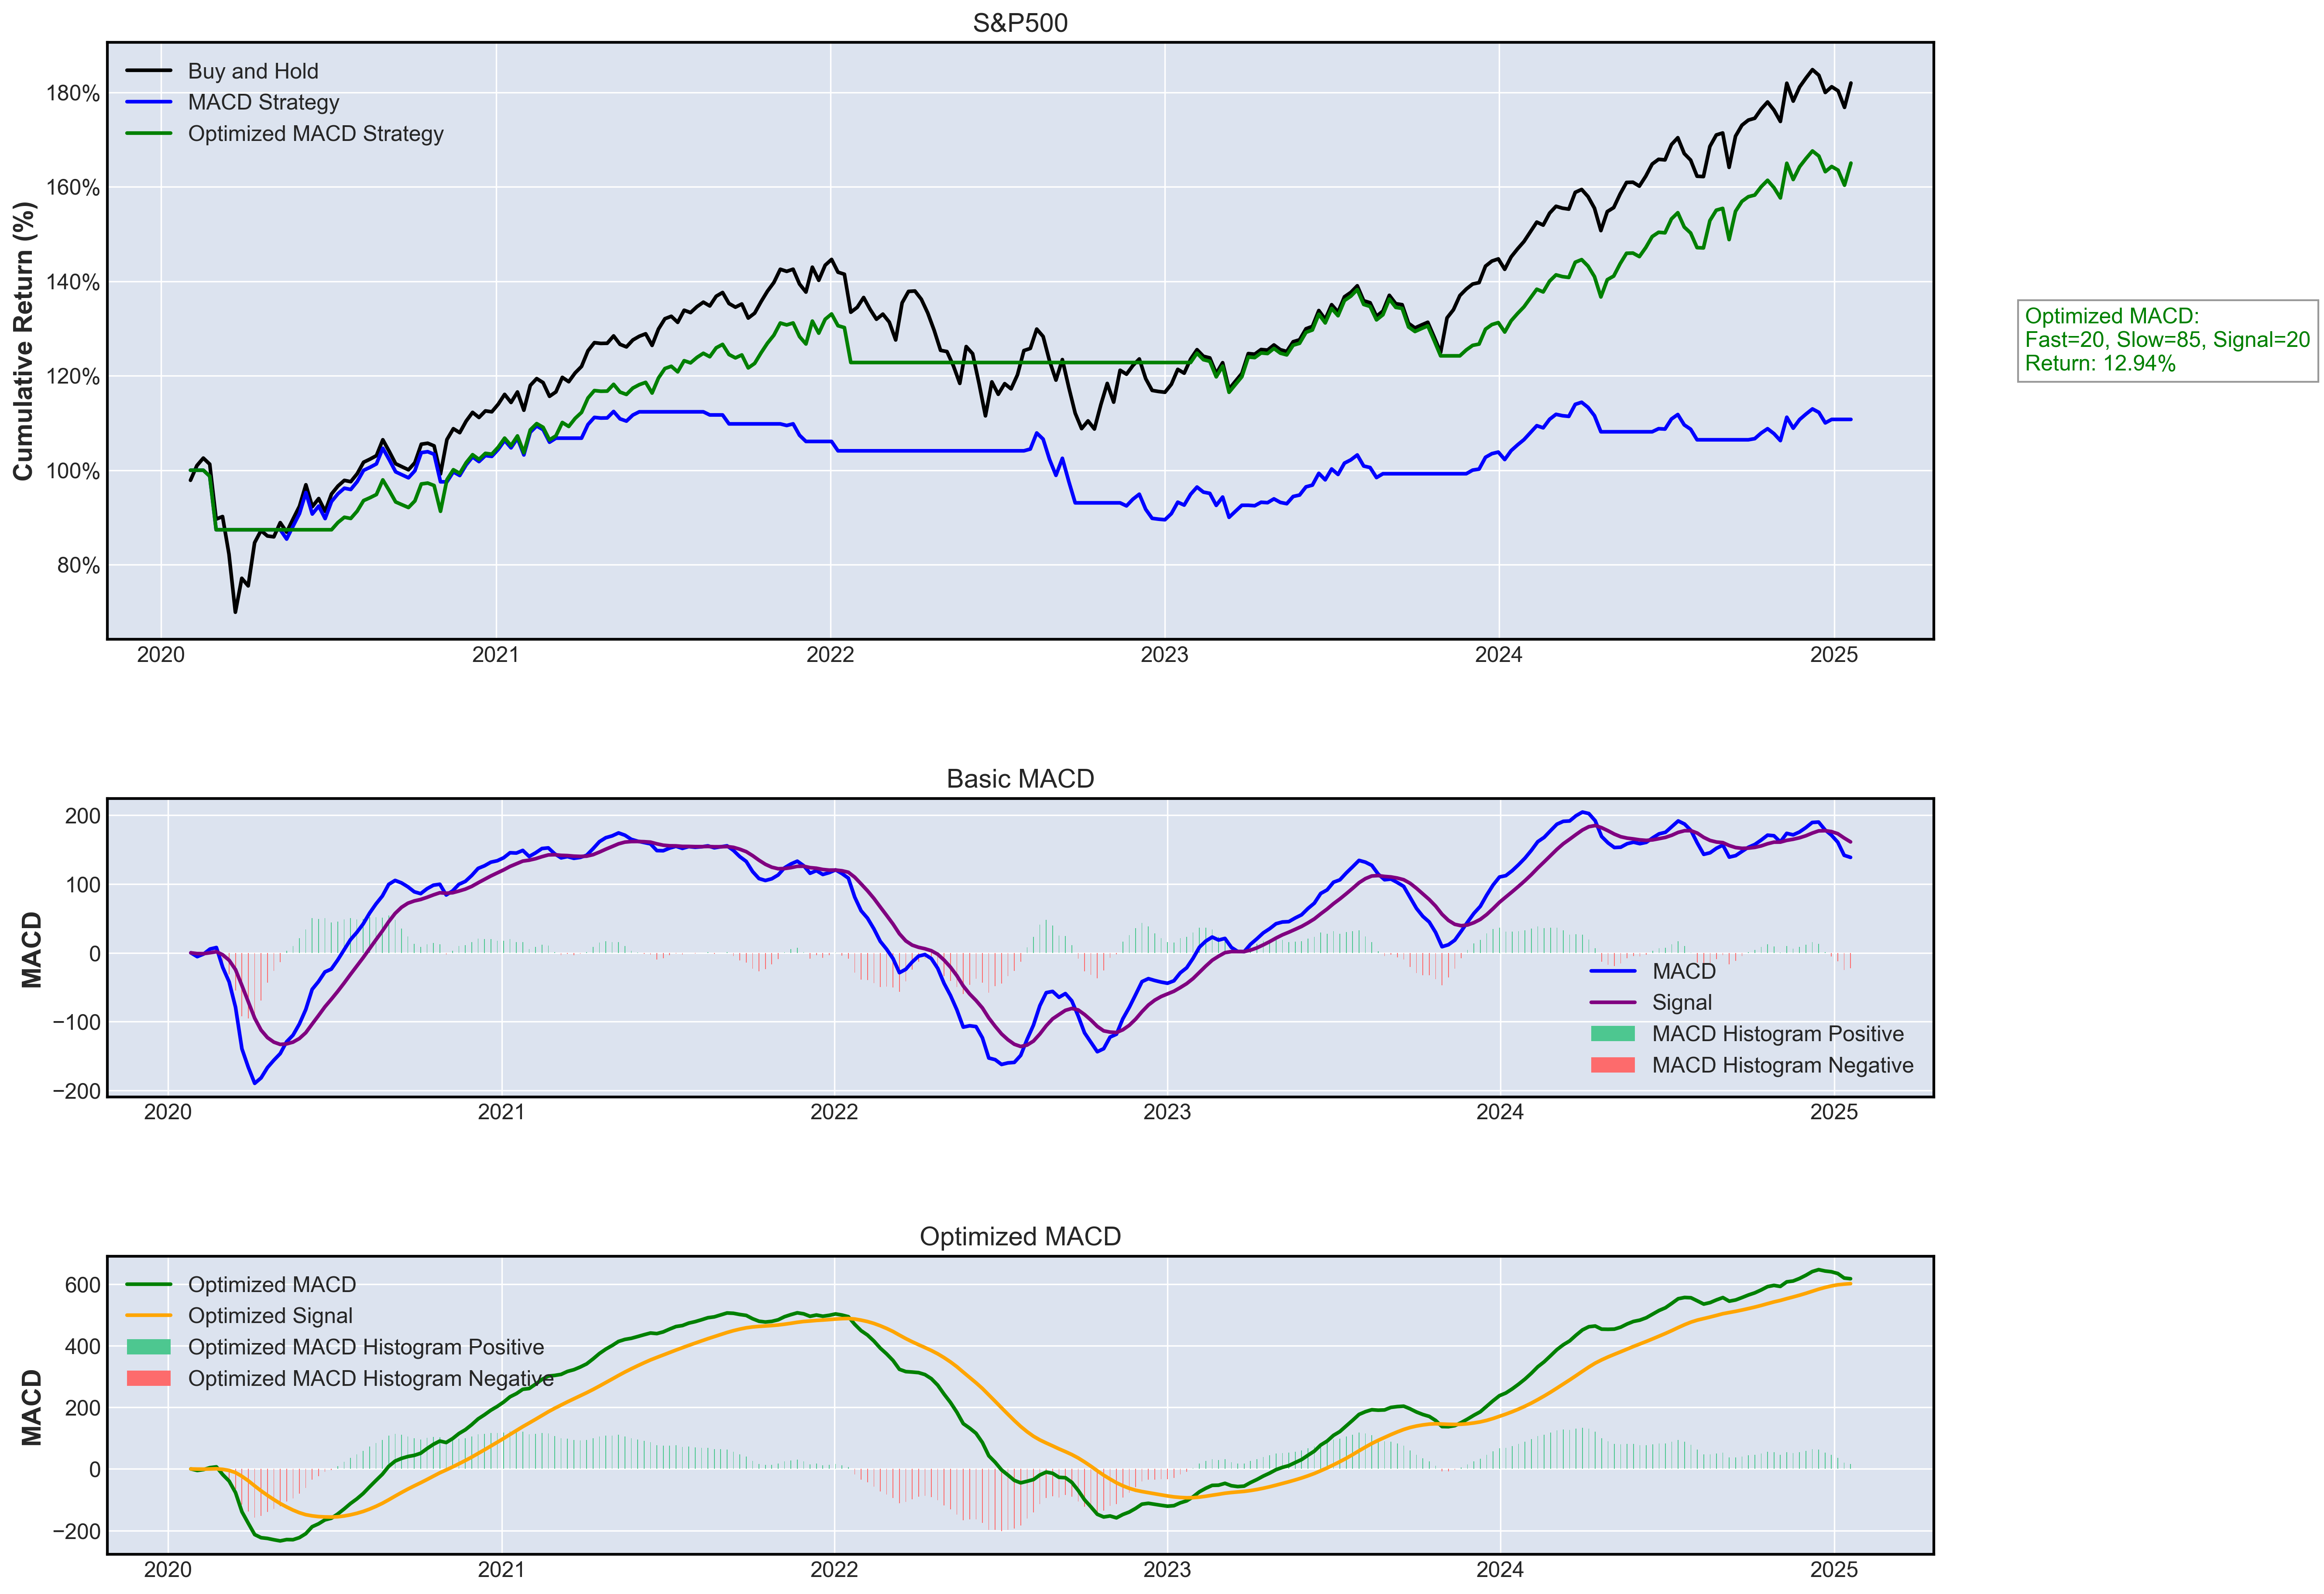 S&P500
Cumulative Return (%)
Buy and Hold
MACD Strategy
Optimized MACD Strategy
180%
160%
140%
120%
100%
80%
2020 2021 2022 2023 2024 2025
Optimized MACD:
Fast=20, Slow=85, Signal=20
Return: 12.94%
Basic MACD
MACD
200
100
0
−100
−200
MACD
Signal
MACD Histogram Positive
MACD Histogram Negative
2020 2021 2022 2023 2024 2025
Optimized MACD
MACD
600
400
200
0
−200
Optimized MACD
Optimized Signal
Optimized MACD Histogram Positive
Optimized MACD Histogram Negative
2020 2021 2022 2023 2024 2025